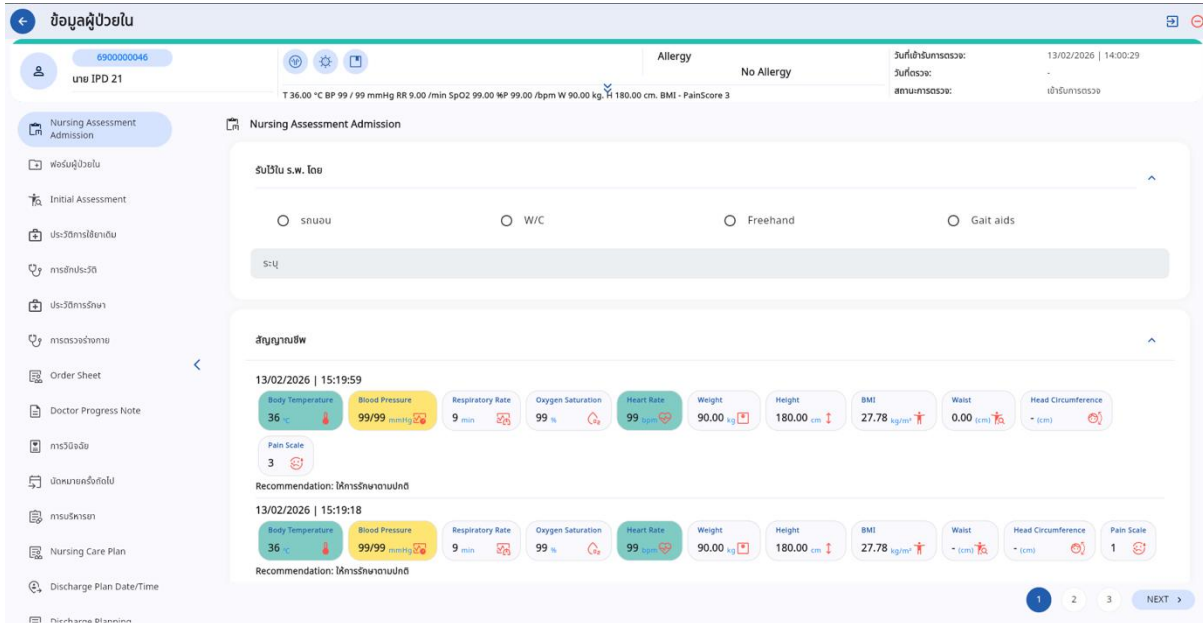 ข้อมูลผู้ป่วยใน
6900000046
นาย IPD 21
Allergy
No Allergy
T 36.00 °C BP 99 / 99 mmHg RR 9.00 /min SpO2 99.00 %P 99.00 /bpm W 90.00 kg. H 180.00 cm. BMI - PainScore 3
วันที่เข้ารับการตรวจ: 13/02/2026 | 14:00:29
วันที่ตรวจ: -
สถานะการตรวจ: เข้ารับการตรวจ
Nursing Assessment
Admission
ฟอร์มผู้ป่วยใน
Initial Assessment
ประวัติการใช้ยาเดิม
การซักประวัติ
ประวัติการรักษา
การตรวจร่างกาย
Order Sheet
Doctor Progress Note
การวินิจฉัย
นัดหมายครั้งถัดไป
การบริหารยา
Nursing Care Plan
Discharge Plan Date/Time
Discharge Planning
Nursing Assessment Admission
รับไว้ใน ร.พ. โดย
รถนอน W/C Freehand Gait aids
ระบุ
สัญญาณชีพ
13/02/2026 | 15:19:59
Body Temperature Blood Pressure Respiratory Rate Oxygen Saturation Heart Rate Weight Height BMI Waist Head Circumference
36 °C 99/99 mmHg 9 min 99 % 99 bpm 90.00 kg 180.00 cm 27.78 kg/m² 0.00 (cm) - (cm)
Pain Scale
3
Recommendation: ให้การรักษาตามปกติ
13/02/2026 | 15:19:18
Body Temperature Blood Pressure Respiratory Rate Oxygen Saturation Heart Rate Weight Height BMI Waist Head Circumference Pain Scale
36 °C 99/99 mmHg 9 min 99 % 99 bpm 90.00 kg 180.00 cm 27.78 kg/m² - (cm) - (cm) 1
Recommendation: ให้การรักษาตามปกติ
1 2 3 NEXT